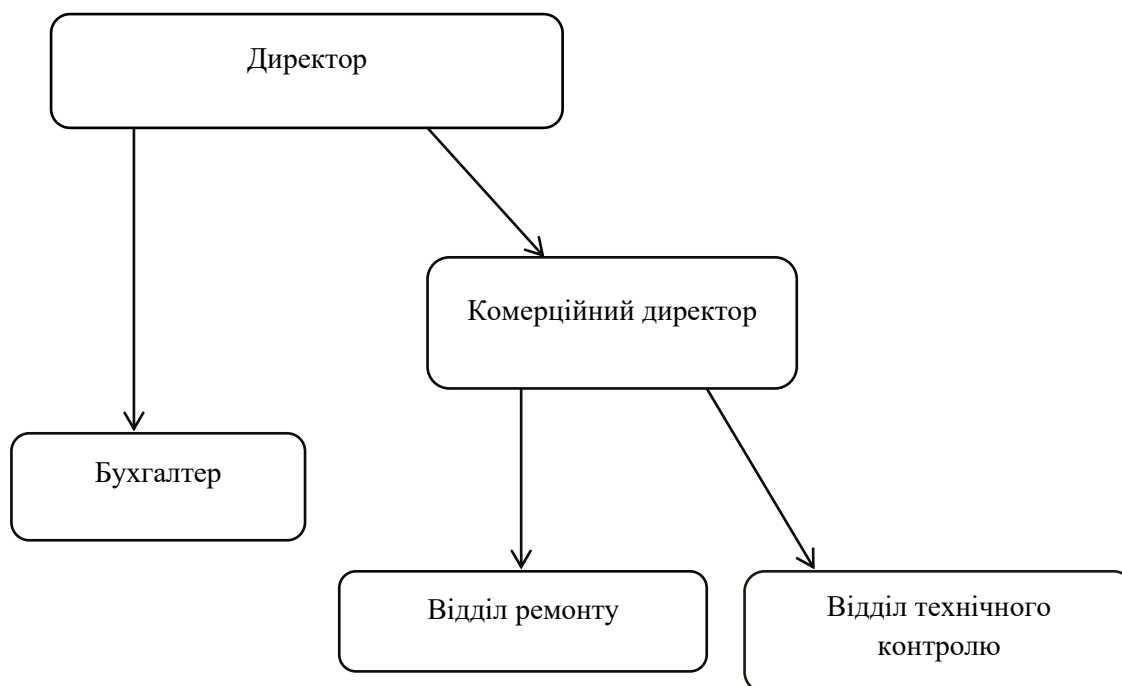 Директор
Комерційний директор
Бухгалтер
Відділ ремонту
Відділ технічного
контролю